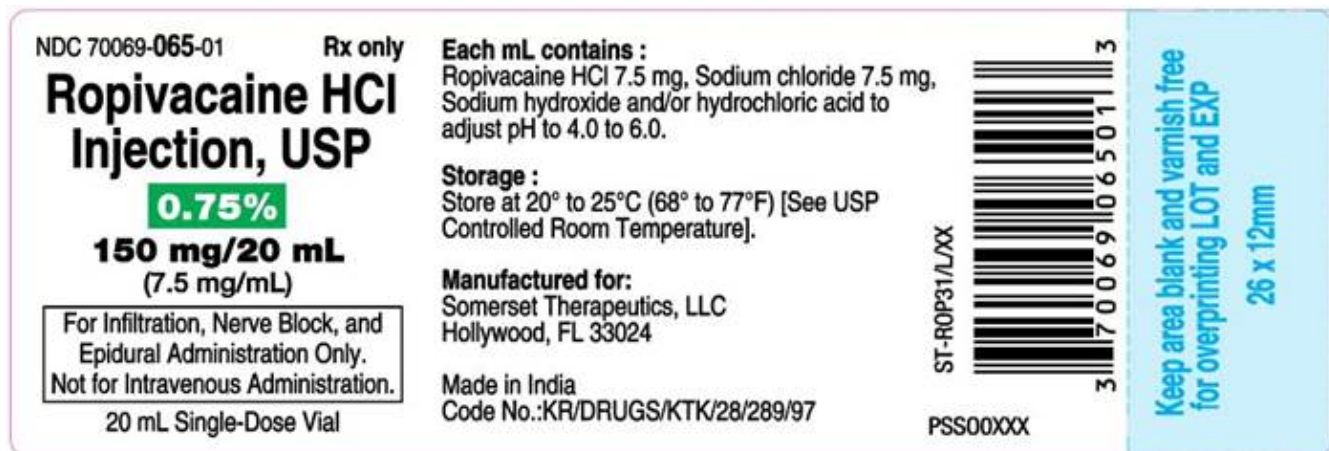 NDC 70069-065-01 Rx only
Ropivacaine HCl
Injection, USP
0.75%
150 mg/20 mL
(7.5 mg/mL)
For Infiltration, Nerve Block, and
Epidural Administration Only.
Not for Intravenous Administration.
20 mL Single-Dose Vial
Each mL contains :
Ropivacaine HCl 7.5 mg, Sodium chloride 7.5 mg,
Sodium hydroxide and/or hydrochloric acid to
adjust pH to 4.0 to 6.0.
Storage :
Store at 20° to 25°C (68° to 77°F) [See USP
Controlled Room Temperature].
Manufactured for:
Somerset Therapeutics, LLC
Hollywood, FL 33024
Made in India
Code No.:KR/DRUGS/KTK/28/289/97
ST-ROP31/L/XX
3 70069 06501 3
PSS00XXX
Keep area blank and varnish free
for overprinting LOT and EXP
26 x 12mm